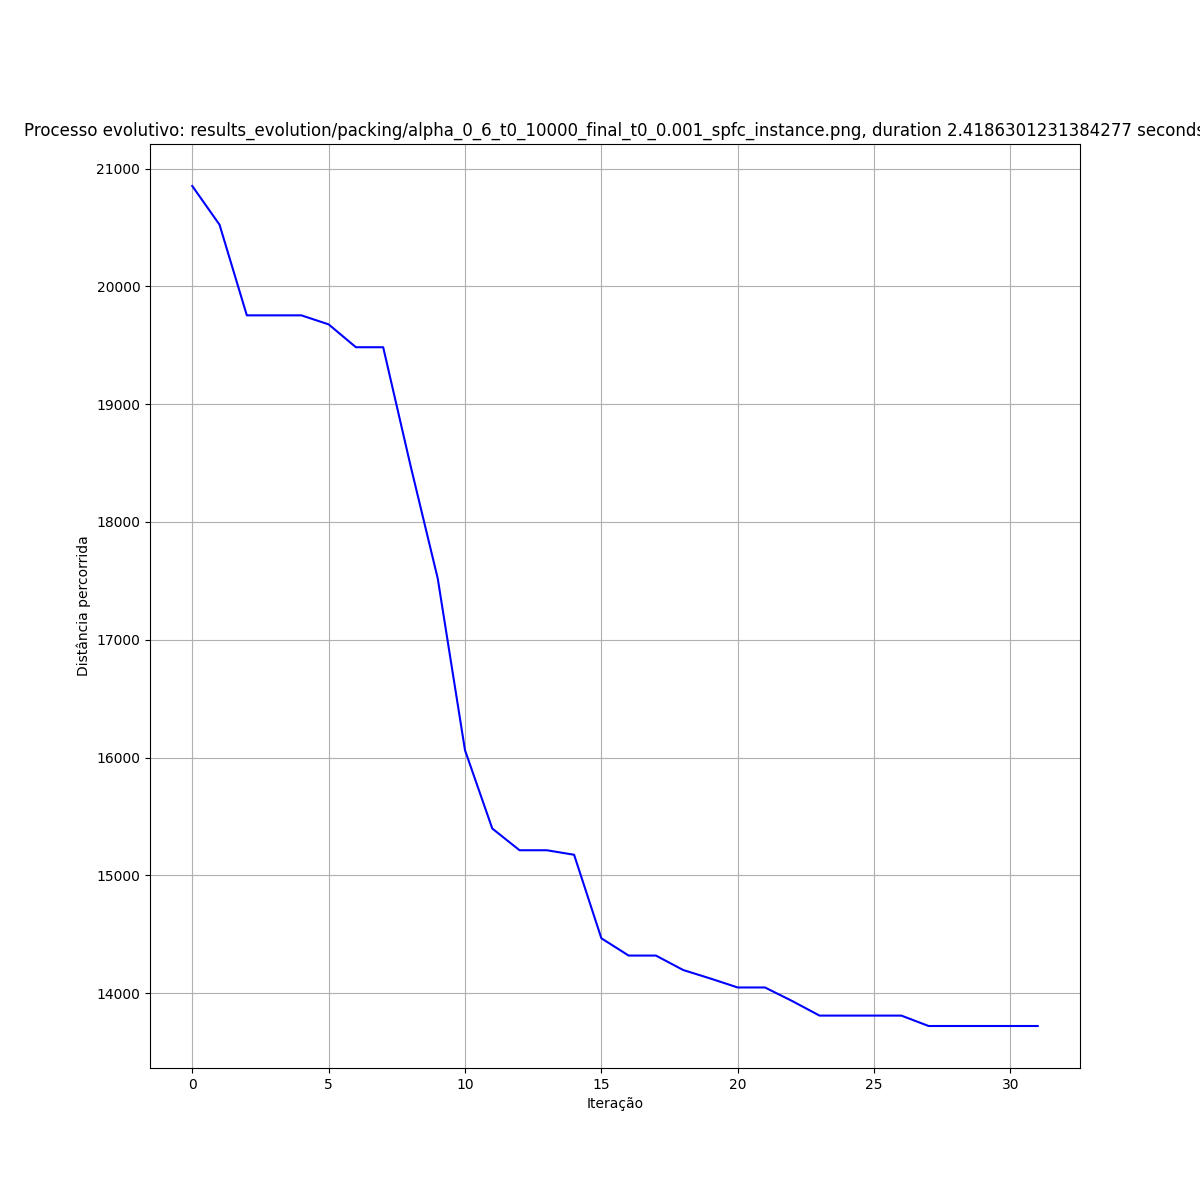 Processo evolutivo: results_evolution/packing/alpha_0_6_t0_10000_final_t0_0.001_spfc_instance.png, duration 2.4186301231384277 seconds
21000
20000
19000
18000
17000
16000
15000
14000
Distância percorrida
0 5 10 15 20 25 30
Iteração